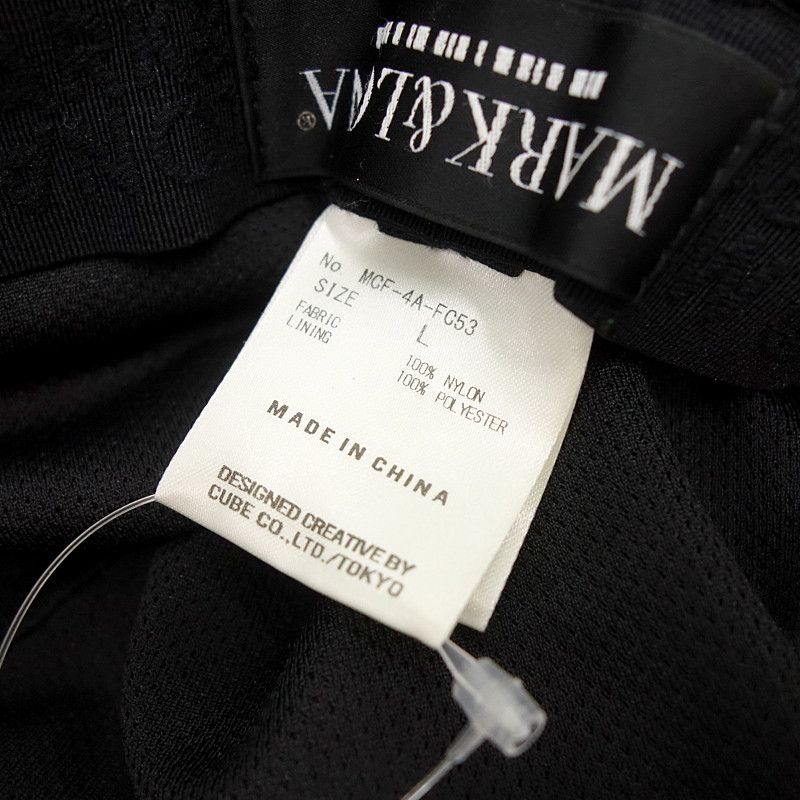 MARK&LONA®
No. MCF-4A-FC53
SIZE L
FABRIC 100% NYLON
LINING 100% POLYESTER
MADE IN CHINA
DESIGNED CREATIVE BY
CUBE CO.,LTD./TOKYO